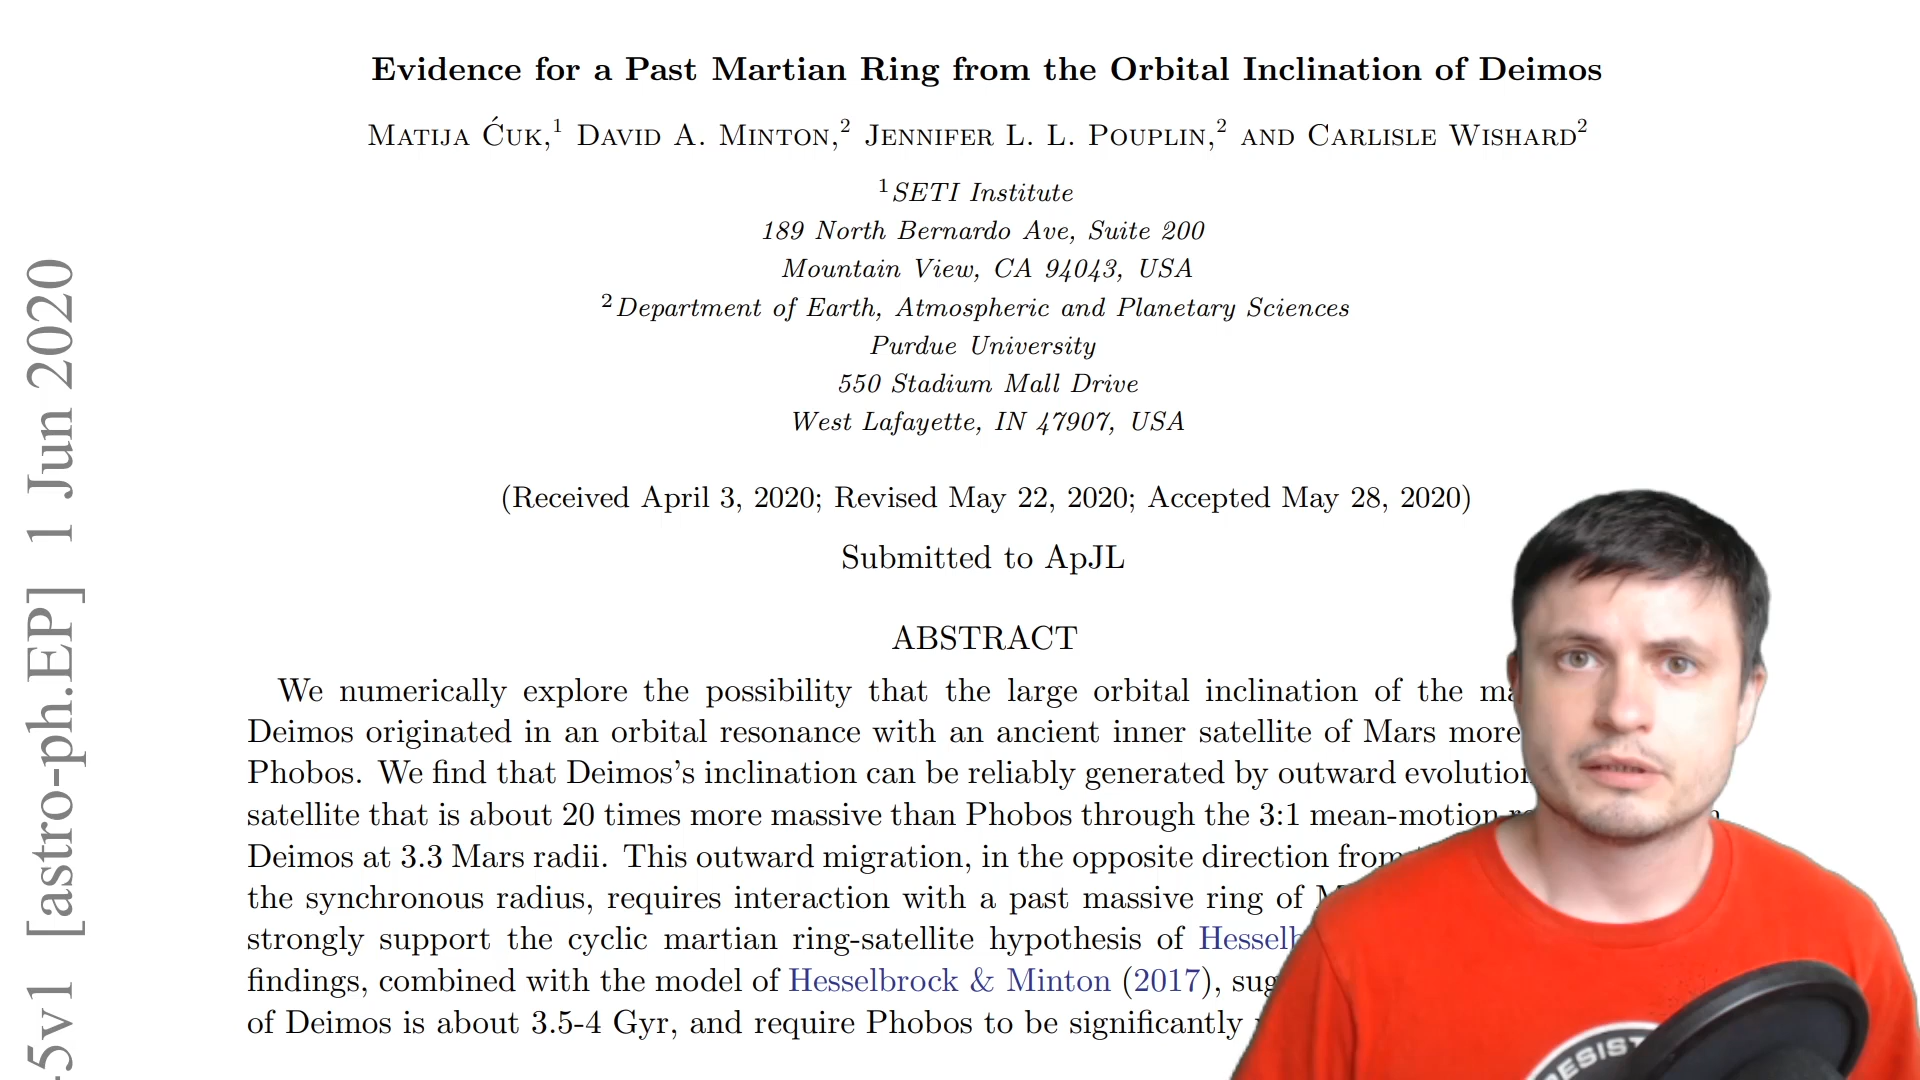 Evidence for a Past Martian Ring from the Orbital Inclination of Deimos
Matija Ćuk,1 David A. Minton,2 Jennifer L. L. Pouplin,2 and Carlisle Wishard2
1SETI Institute
189 North Bernardo Ave, Suite 200
Mountain View, CA 94043, USA
2Department of Earth, Atmospheric and Planetary Sciences
Purdue University
550 Stadium Mall Drive
West Lafayette, IN 47907, USA
(Received April 3, 2020; Revised May 22, 2020; Accepted May 28, 2020)
Submitted to ApJL
ABSTRACT
We numerically explore the possibility that the large orbital inclination of the
Deimos originated in an orbital resonance with an ancient inner satellite of Mars more
Phobos. We find that Deimos's inclination can be reliably generated by outward evolution
satellite that is about 20 times more massive than Phobos through the 3:1 mean-motion
Deimos at 3.3 Mars radii. This outward migration, in the opposite direction from
the synchronous radius, requires interaction with a past massive ring of
strongly support the cyclic martian ring-satellite hypothesis of
findings, combined with the model of Hesselbrock & Minton (2017),
of Deimos is about 3.5-4 Gyr, and require Phobos to be significantly
5v1 [astro-ph.EP] 1 Jun 2020
RESIST